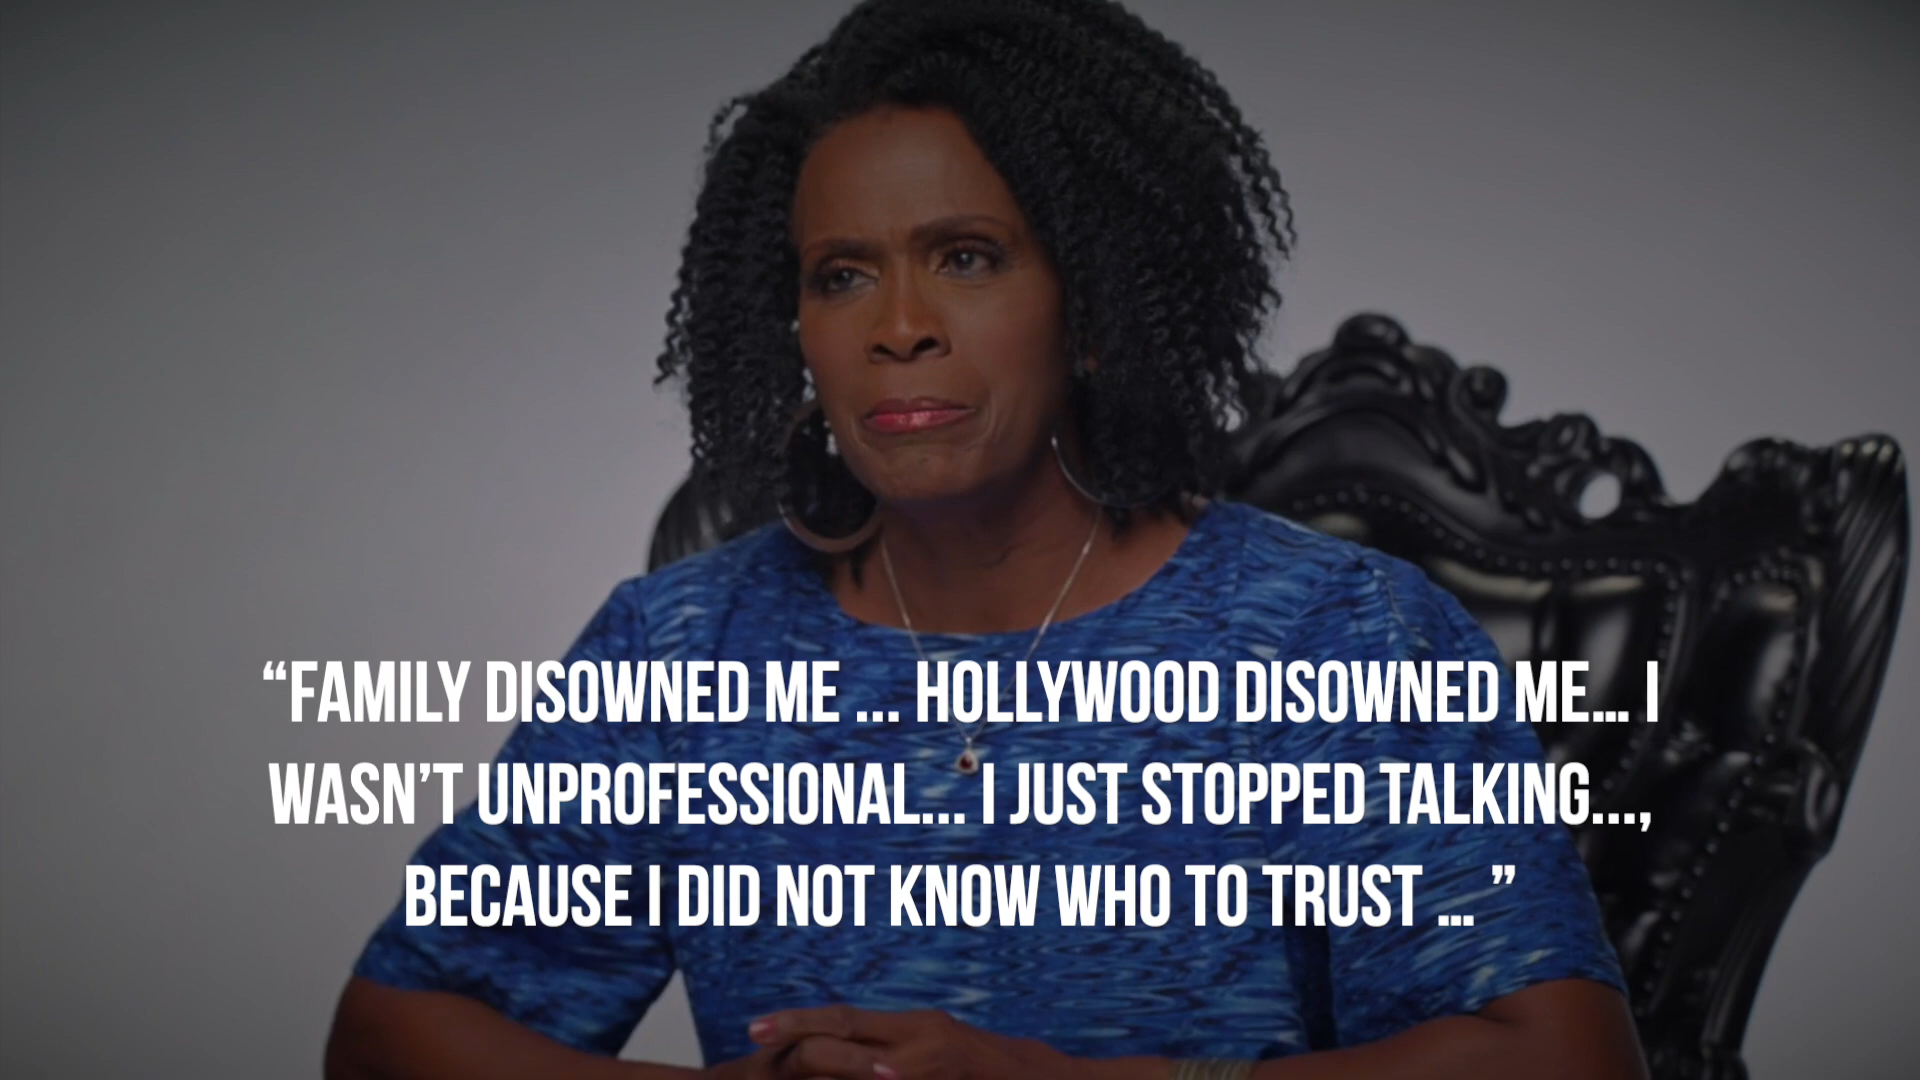 “FAMILY DISOWNED ME ... HOLLYWOOD DISOWNED ME... I
WASN’T UNPROFESSIONAL... I JUST STOPPED TALKING...,
BECAUSE I DID NOT KNOW WHO TO TRUST ...”